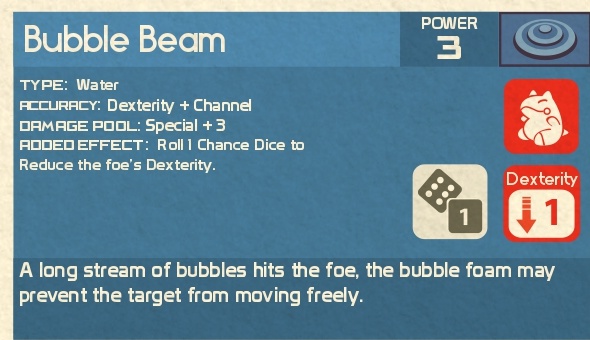 Bubble Beam
POWER
3
TYPE: Water
ACCURACY: Dexterity + Channel
DAMAGE POOL: Special + 3
ADDED EFFECT: Roll 1 Chance Dice to
Reduce the foe's Dexterity.
1
Dexterity
1
A long stream of bubbles hits the foe, the bubble foam may
prevent the target from moving freely.